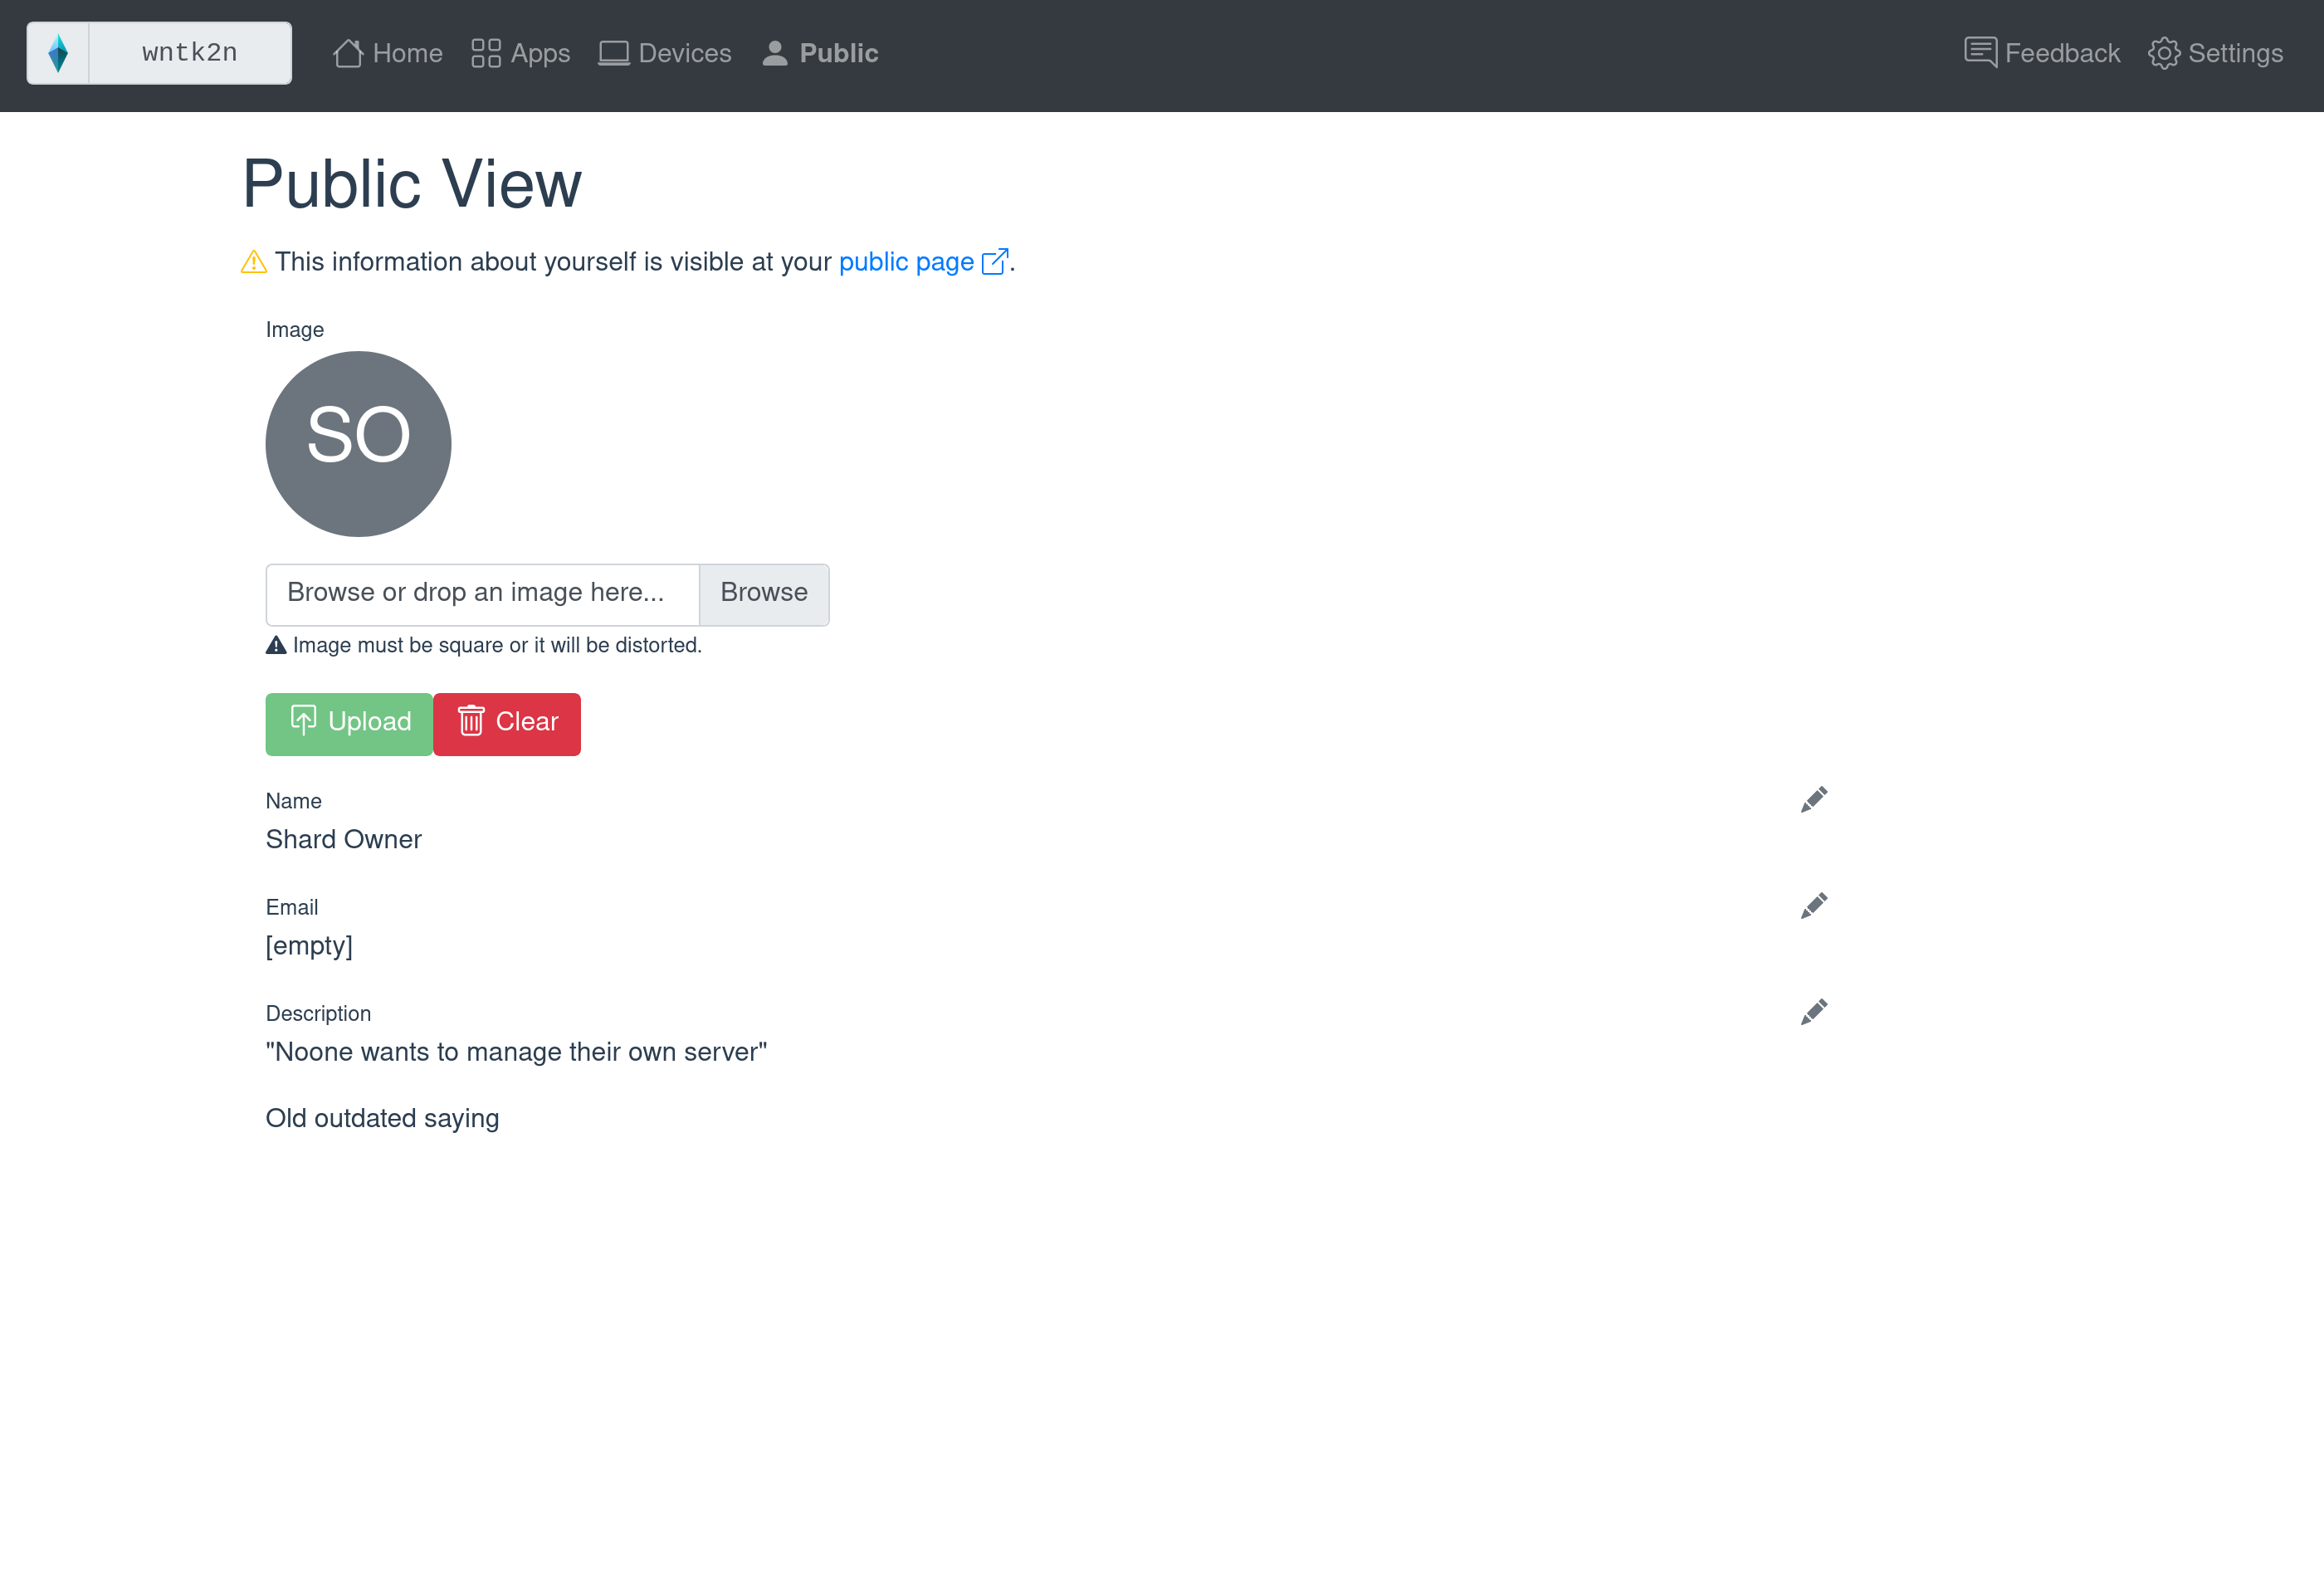 wntk2n Home Apps Devices Public Feedback Settings
Public View
This information about yourself is visible at your public page.
Image
SO
Browse or drop an image here... Browse
Image must be square or it will be distorted.
Upload Clear
Name
Shard Owner
Email
[empty]
Description
"Noone wants to manage their own server"
Old outdated saying